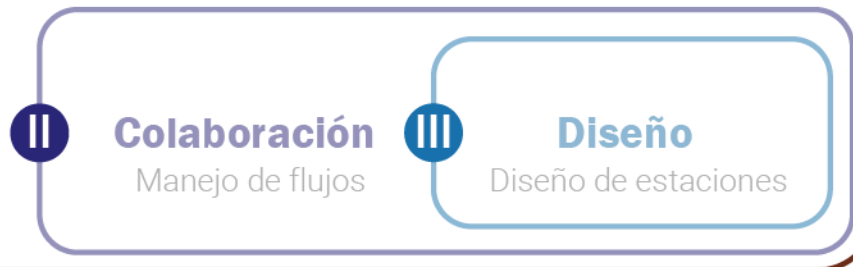 II
Colaboración
Manejo de flujos
III
Diseño
Diseño de estaciones